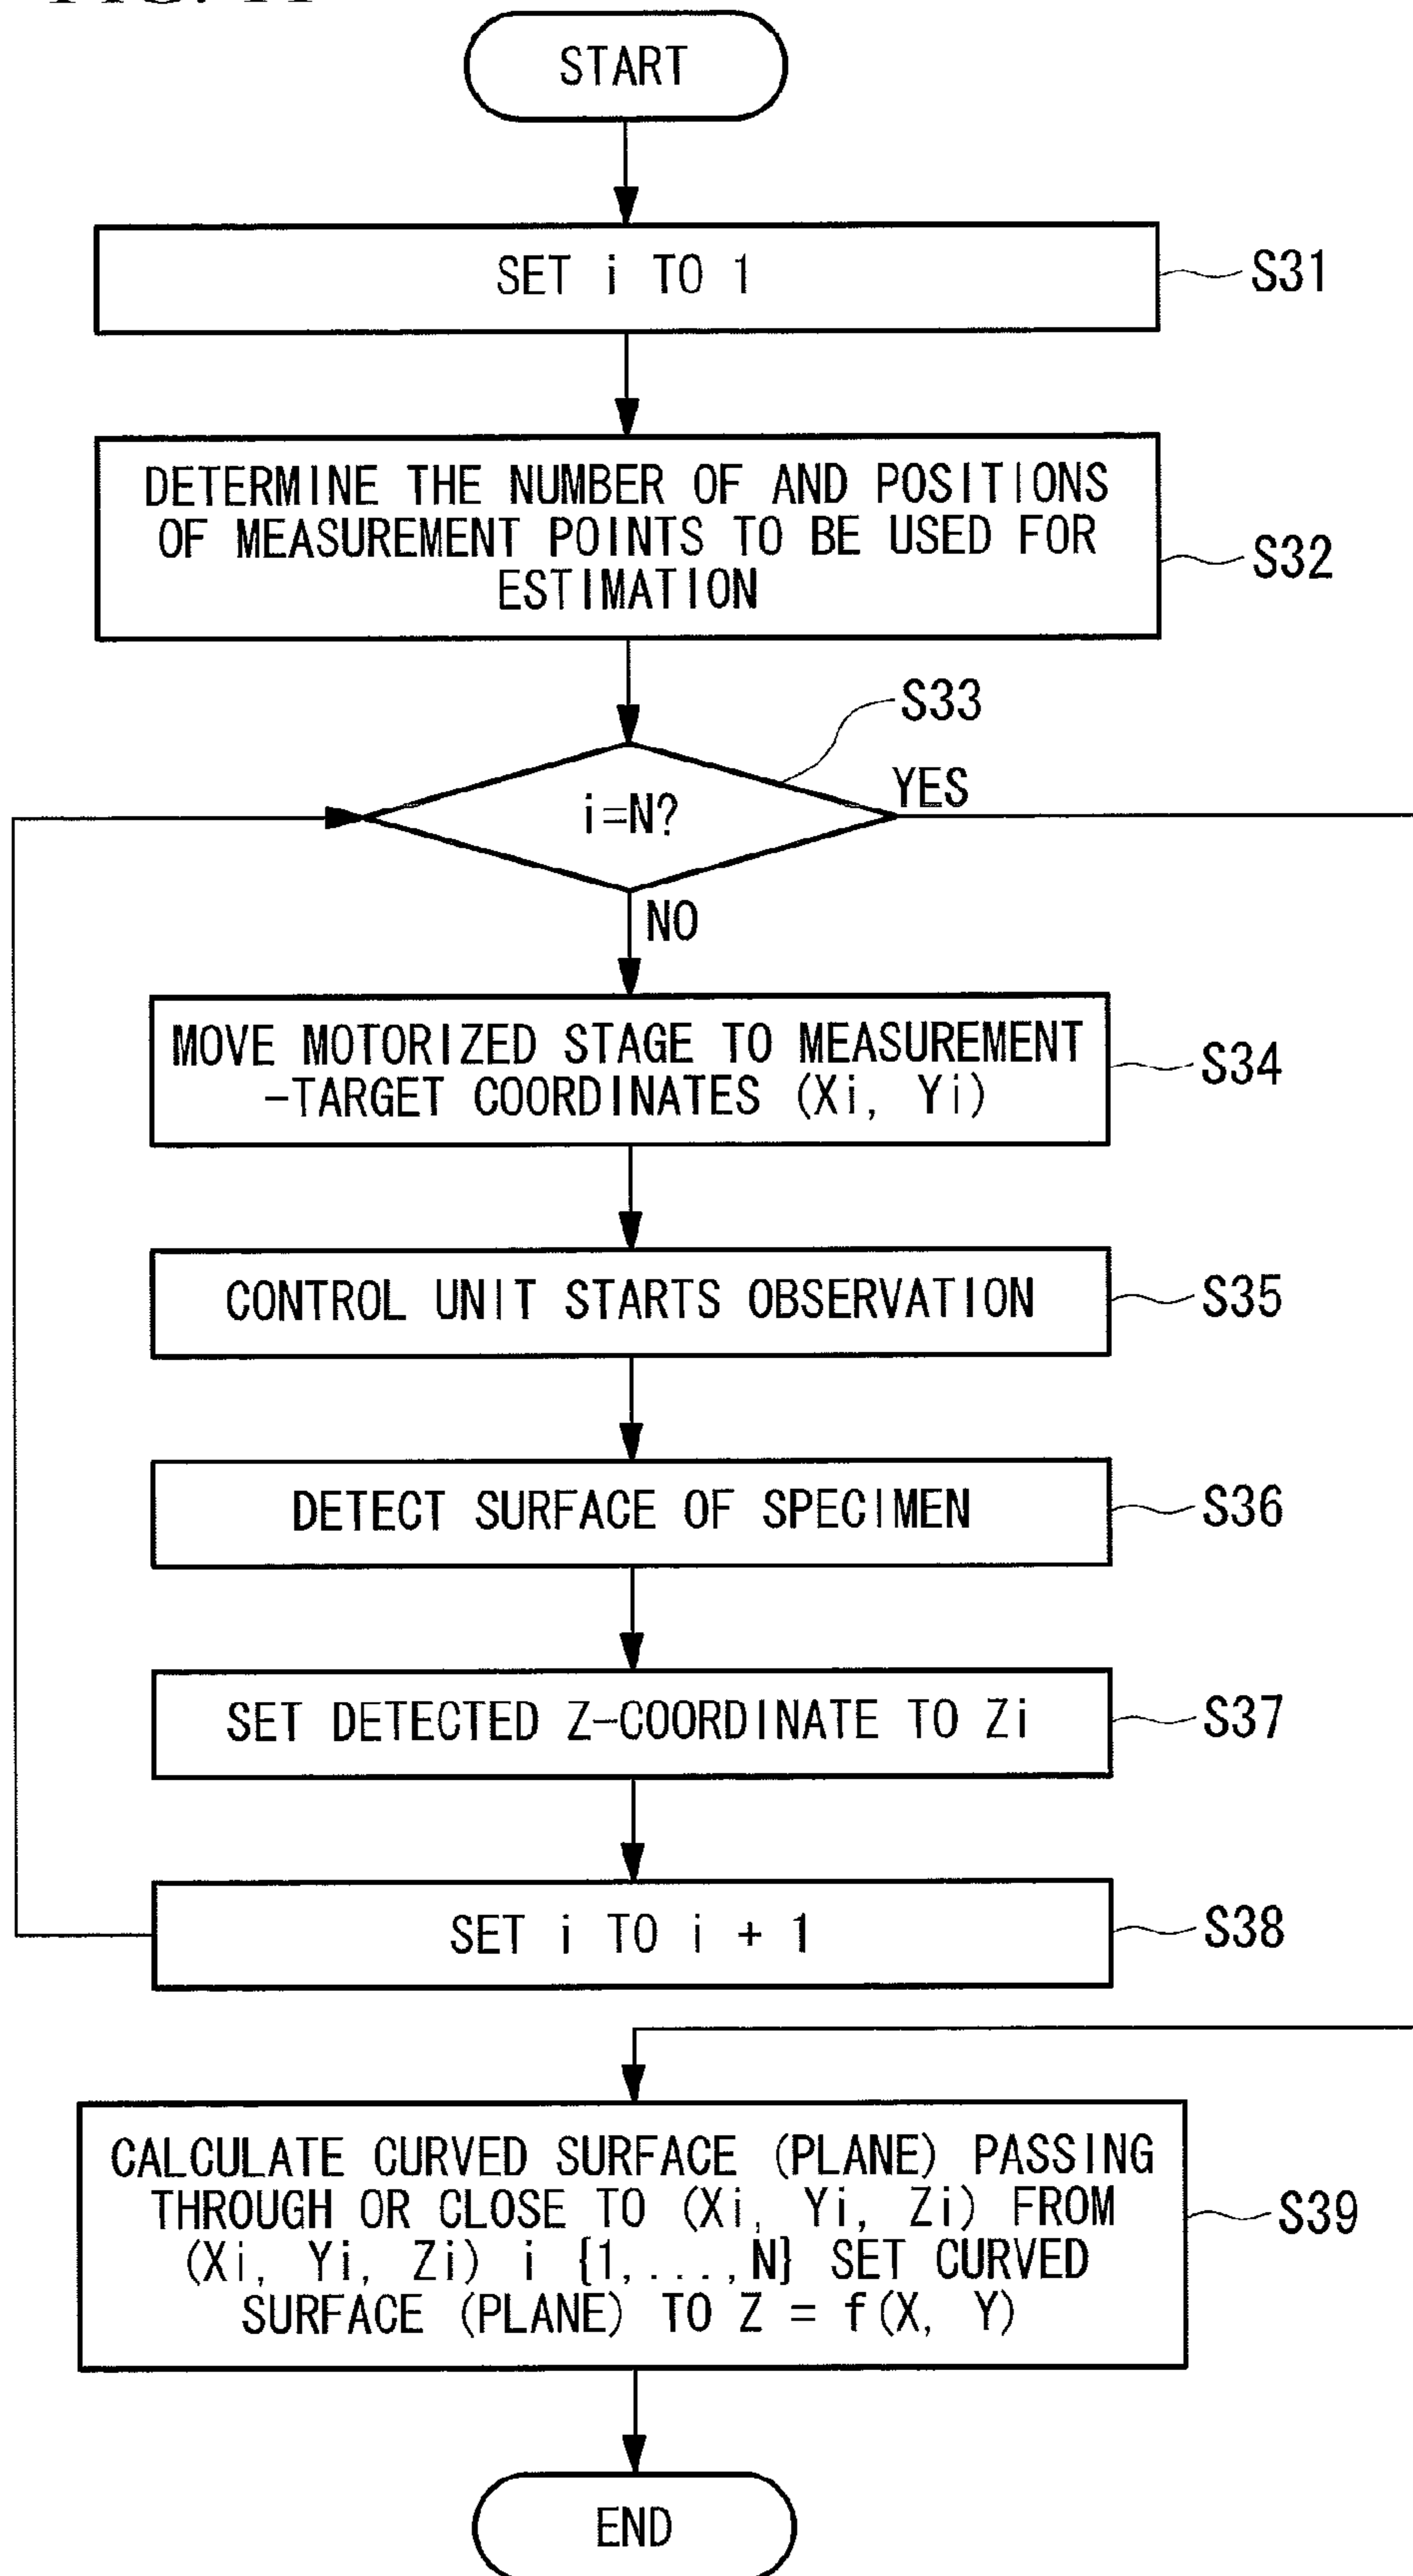 START
SET i TO 1
S31
DETERMINE THE NUMBER OF AND POSITIONS
OF MEASUREMENT POINTS TO BE USED FOR
ESTIMATION
S32
S33
i=N?
YES
NO
MOVE MOTORIZED STAGE TO MEASUREMENT
-TARGET COORDINATES (Xi, Yi)
S34
CONTROL UNIT STARTS OBSERVATION
S35
DETECT SURFACE OF SPECIMEN
S36
SET DETECTED Z-COORDINATE TO Zi
S37
SET i TO i + 1
S38
CALCULATE CURVED SURFACE (PLANE) PASSING
THROUGH OR CLOSE TO (Xi, Yi, Zi) FROM
(Xi, Yi, Zi) i {1,...,N} SET CURVED
SURFACE (PLANE) TO Z = f(X, Y)
S39
END